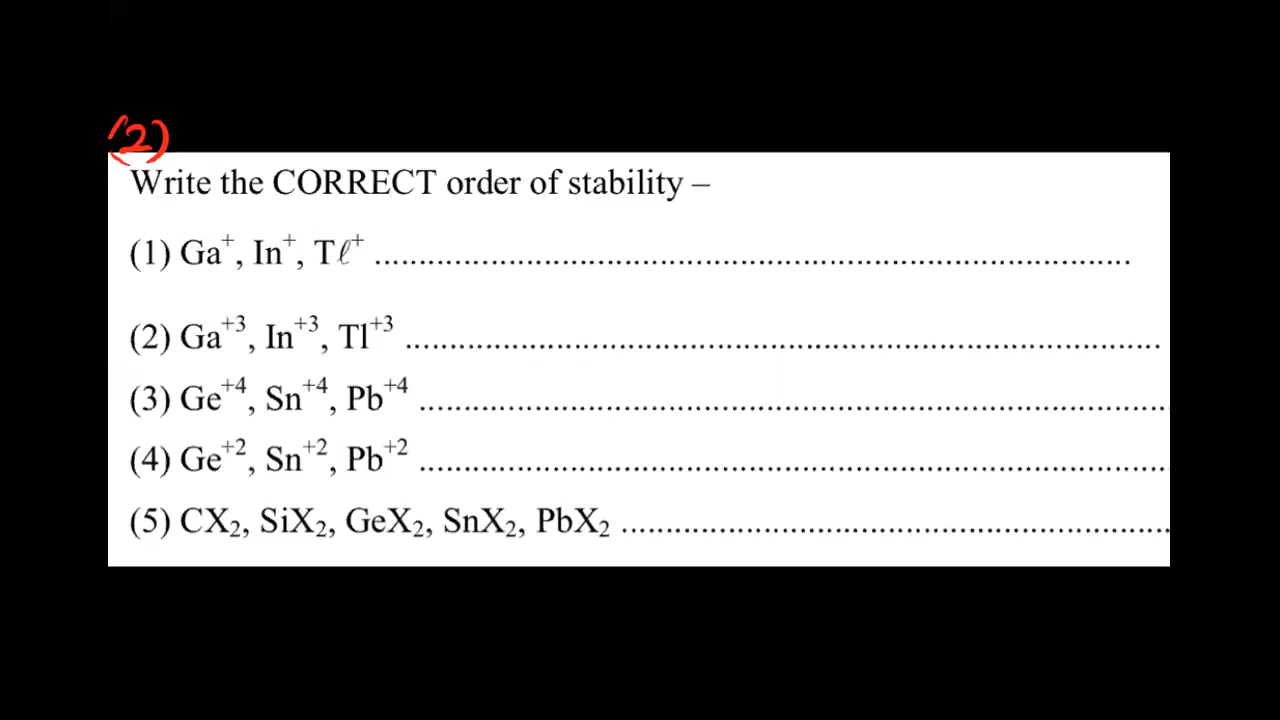 (2)
Write the CORRECT order of stability –
(1) Ga⁺, In⁺, Tℓ⁺ ....................................................................................
(2) Ga⁺³, In⁺³, Tl⁺³ ....................................................................................
(3) Ge⁺⁴, Sn⁺⁴, Pb⁺⁴ ....................................................................................
(4) Ge⁺², Sn⁺², Pb⁺² ....................................................................................
(5) CX₂, SiX₂, GeX₂, SnX₂, PbX₂ .............................................................